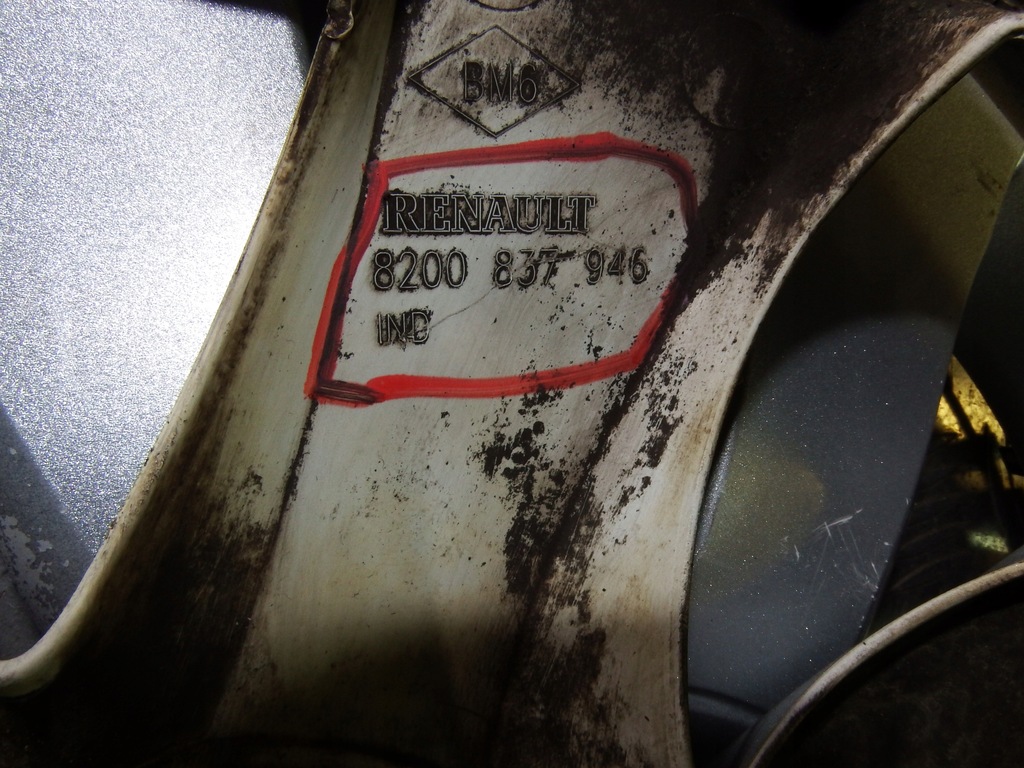 BM6
RENAULT
8200 837 946
IND